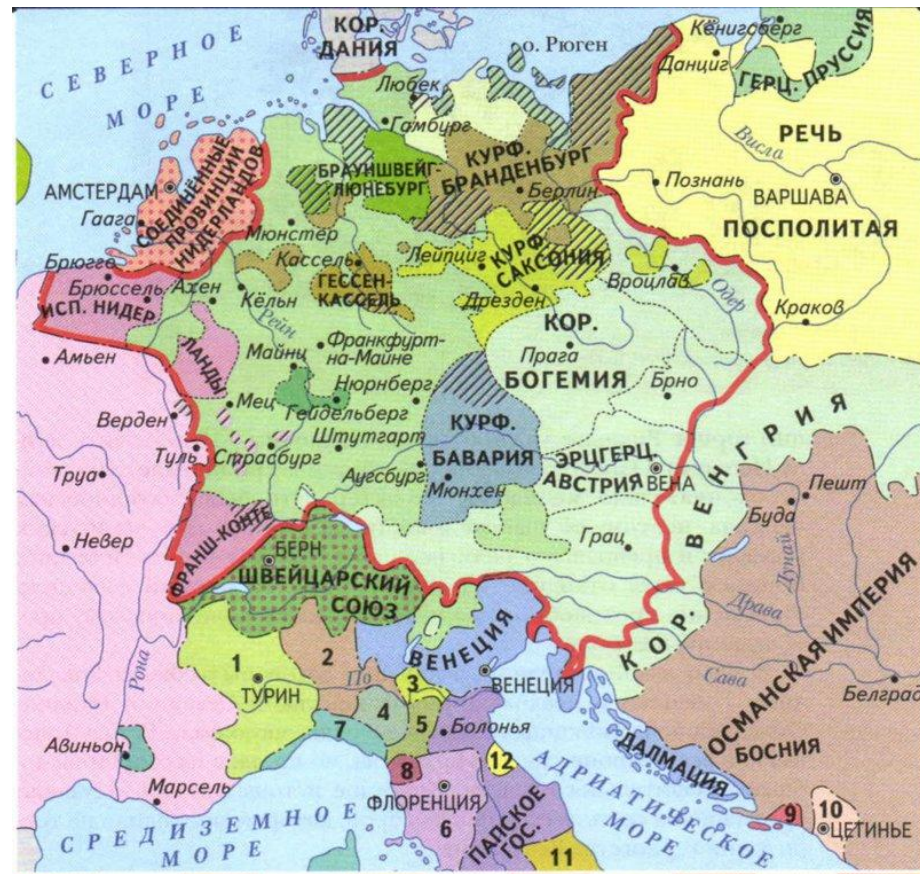 КОР.
ДАНИЯ
СЕВЕРНОЕ
МОРЕ
о. Рюген
Кёнигсберг
Данциг
ГЕРЦ. ПРУССИЯ
Любек
Гамбург
Висла
РЕЧЬ
ПОСПОЛИТАЯ
КУРФ.
БРАНДЕНБУРГ
Берлин
БРАУНШВЕЙГ-
ЛЮНЕБУРГ
Познань
ВАРШАВА
АМСТЕРДАМ
Гаага
СОЕДИНЁННЫЕ
ПРОВИНЦИИ
НИДЕРЛАНДОВ
Мюнстер
Брюгге
Брюссель
ИСП. НИДЕР
ЛАНДЫ
Ахен
Кёльн
Рейн
Кассель
ГЕССЕН-
КАССЕЛЬ
Лейпциг
КУРФ.
САКСОНИЯ
Дрезден
Вроцлав
Одер
Краков
Амьен
Майнц
Франкфурт-
на-Майне
КОР.
БОГЕМИЯ
Прага
Брно
Верден
Мец
Нюрнберг
Гейдельберг
Туль
Страсбург
Штутгарт
Труа
Аугсбург
КУРФ.
БАВАРИЯ
Мюнхен
ЭРЦГЕРЦ.
АВСТРИЯ
ВЕНА
Невер
ФРАНШ-КОНТЕ
БЕРН
ШВЕЙЦАРСКИЙ
СОЮЗ
Грац
КОР. ВЕНГРИЯ
Пешт
Буда
Дунай
Драва
Сава
ОСМАНСКАЯ ИМПЕРИЯ
Белград
БОСНИЯ
Рона
1
ТУРИН
2
По
ВЕНЕЦИЯ
ВЕНЕЦИЯ
3
4
5
7
Болонья
Авиньон
Марсель
8
12
ФЛОРЕНЦИЯ
6
ПАПСКОЕ
ГОС.
11
ДАЛМАЦИЯ
АДРИАТИЧЕСКОЕ
МОРЕ
9
10
ЦЕТИНЬЕ
СРЕДИЗЕМНОЕ
МОРЕ